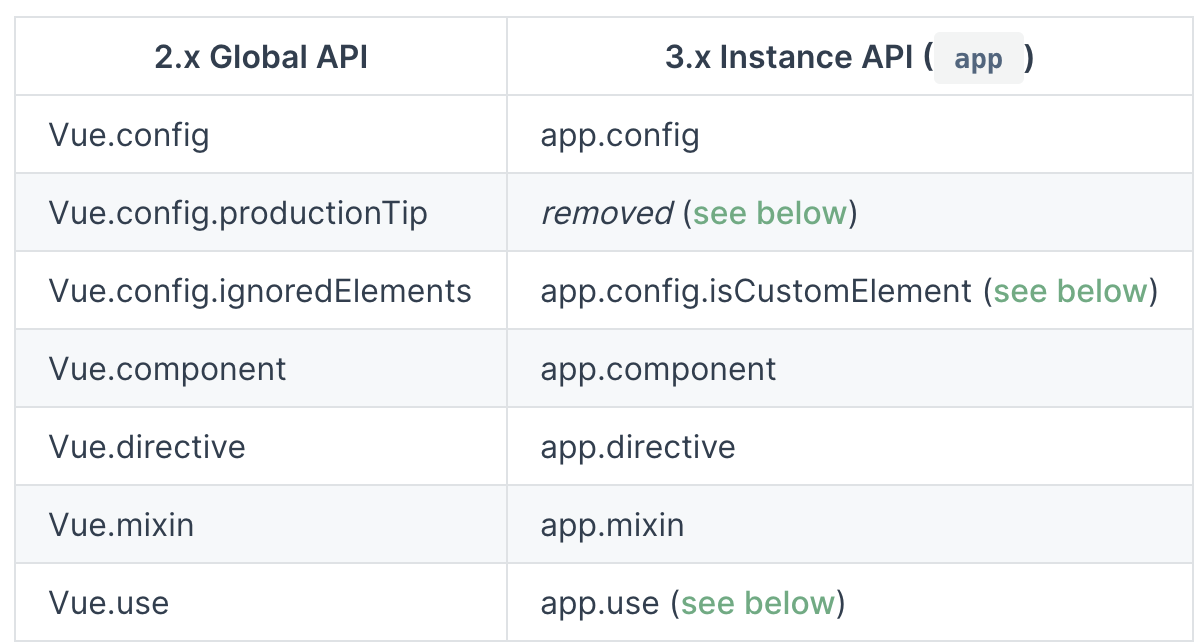 2.x Global API 3.x Instance API ( app )
Vue.config app.config
Vue.config.productionTip removed (see below)
Vue.config.ignoredElements app.config.isCustomElement (see below)
Vue.component app.component
Vue.directive app.directive
Vue.mixin app.mixin
Vue.use app.use (see below)